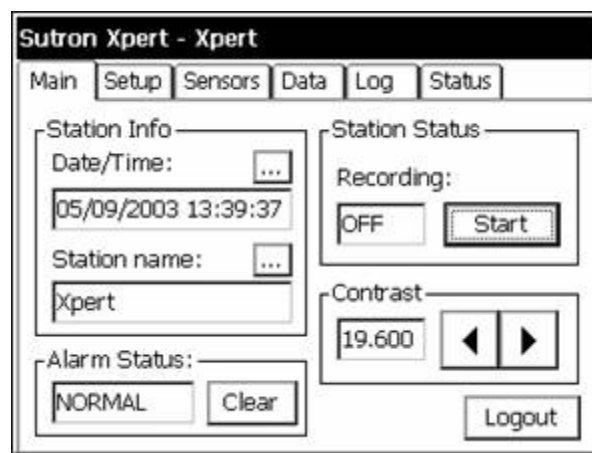 Sutron Xpert - Xpert
Main Setup Sensors Data Log Status
Station Info
Date/Time: ...
05/09/2003 13:39:37
Station name: ...
Xpert
Alarm Status:
NORMAL Clear
Station Status
Recording:
OFF Start
Contrast
19.600
Logout